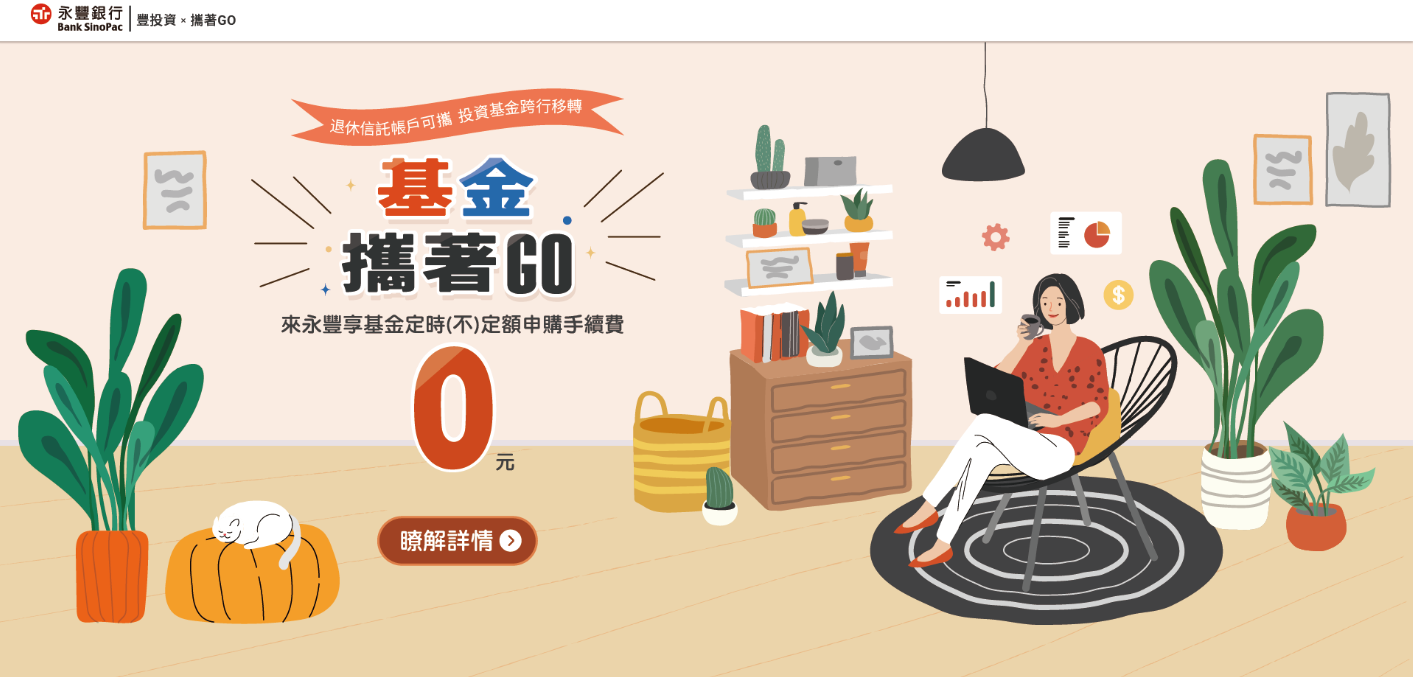 永豐銀行
Bank SinoPac
豐投資 × 攜著GO
退休信託帳戶可攜 投資基金跨行移轉
基金
攜著GO
來永豐享基金定時(不)定額申購手續費
0元
瞭解詳情
$